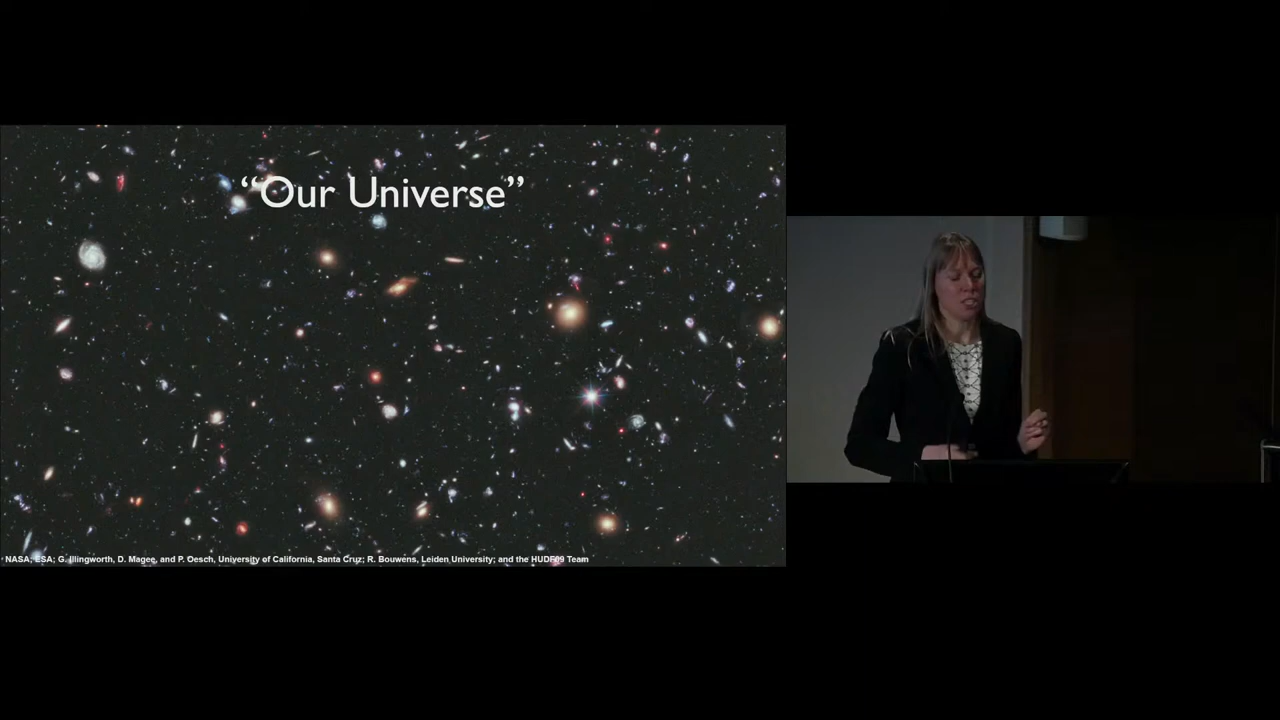 “Our Universe”
NASA; ESA; G. Illingworth, D. Magee, and P. Oesch, University of California, Santa Cruz; R. Bouwens, Leiden University; and the HUDF09 Team